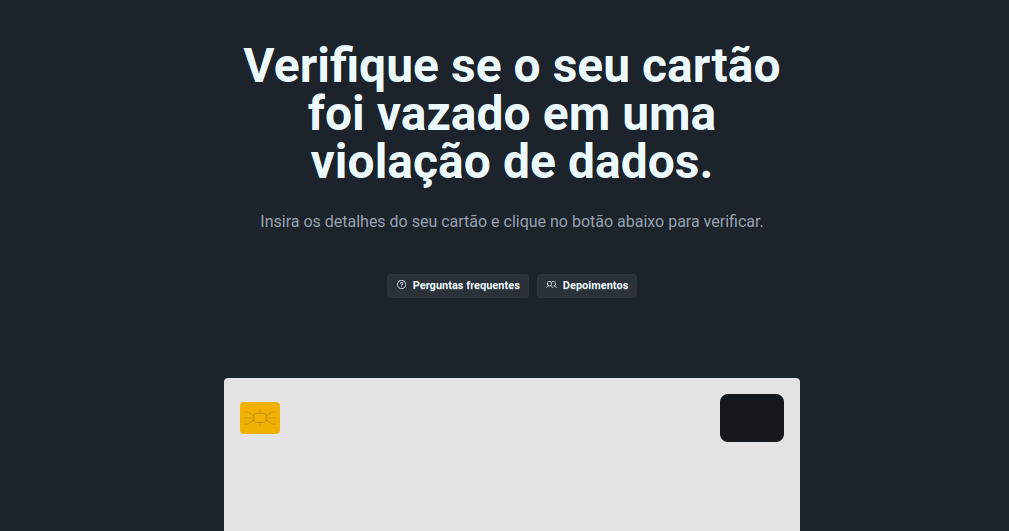 Verifique se o seu cartão
foi vazado em uma
violação de dados.
Insira os detalhes do seu cartão e clique no botão abaixo para verificar.
Perguntas frequentes
Depoimentos